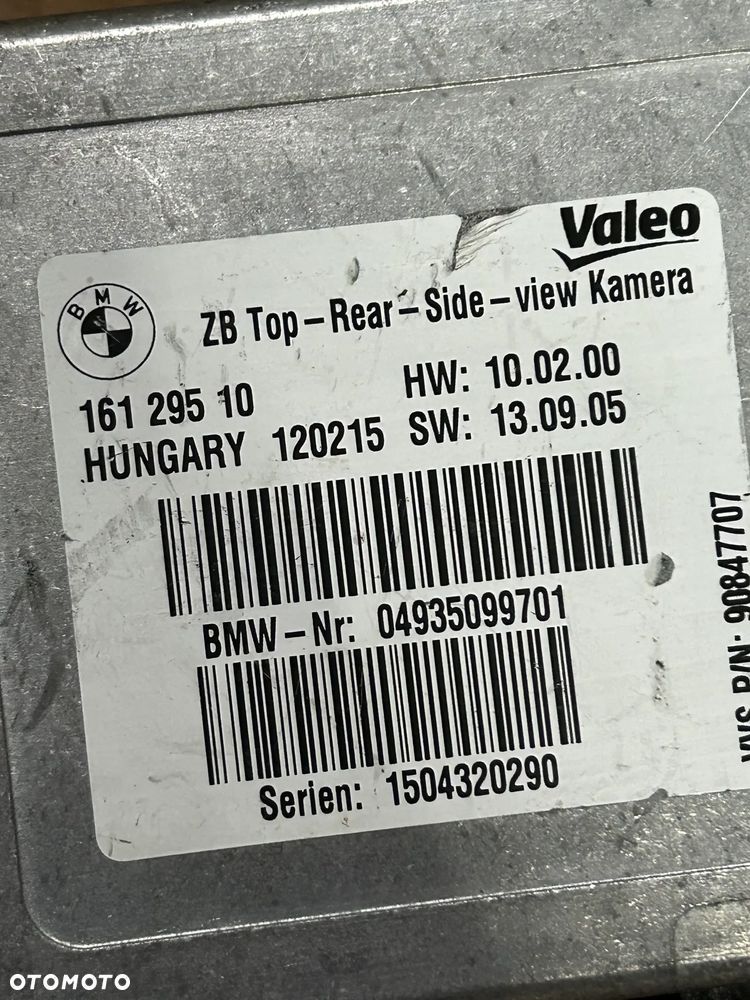 Valeo
BMW
ZB Top-Rear-Side-view Kamera
161 295 10
HW: 10.02.00
HUNGARY 120215 SW: 13.09.05
BMW-Nr: 04935099701
Serien: 1504320290
P/N: 90847707
OTOMOTO